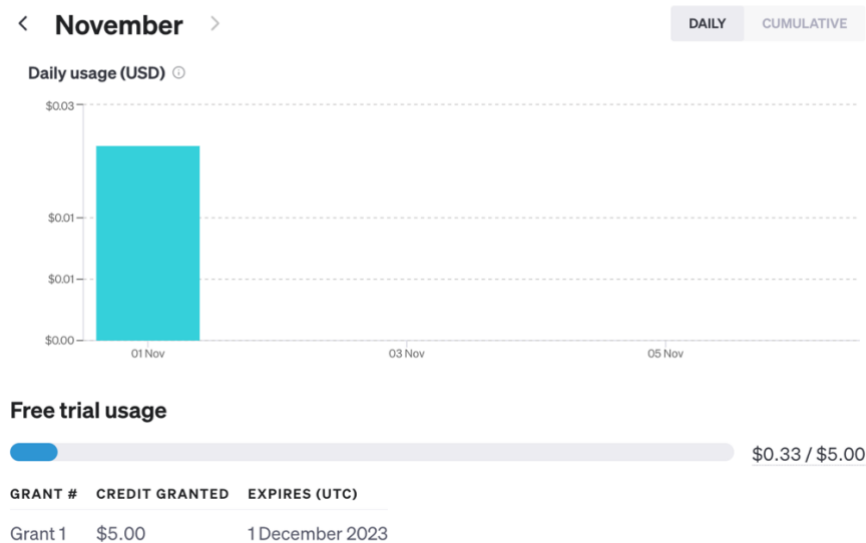 November
DAILY CUMULATIVE
Daily usage (USD)
$0.03
$0.01
$0.01
$0.00
01 Nov 03 Nov 05 Nov
Free trial usage
$0.33 / $5.00
GRANT # CREDIT GRANTED EXPIRES (UTC)
Grant 1 $5.00 1 December 2023